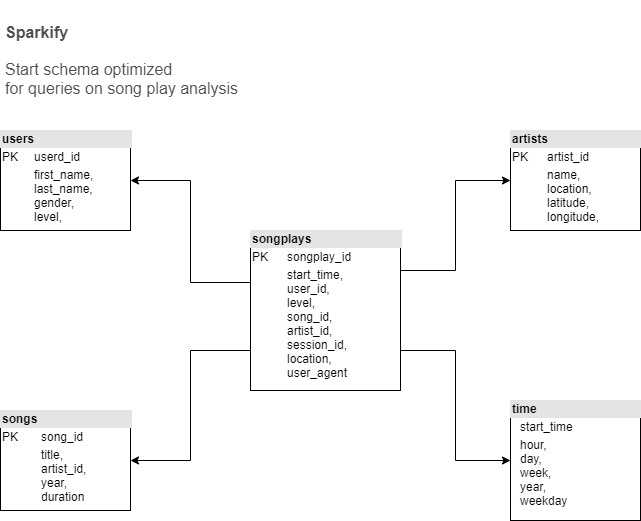 Sparkify
Start schema optimized
for queries on song play analysis
users
PK userd_id
first_name,
last_name,
gender,
level,
artists
PK artist_id
name,
location,
latitude,
longitude,
songplays
PK songplay_id
start_time,
user_id,
level,
song_id,
artist_id,
session_id,
location,
user_agent
songs
PK song_id
title,
artist_id,
year,
duration
time
start_time
hour,
day,
week,
year,
weekday